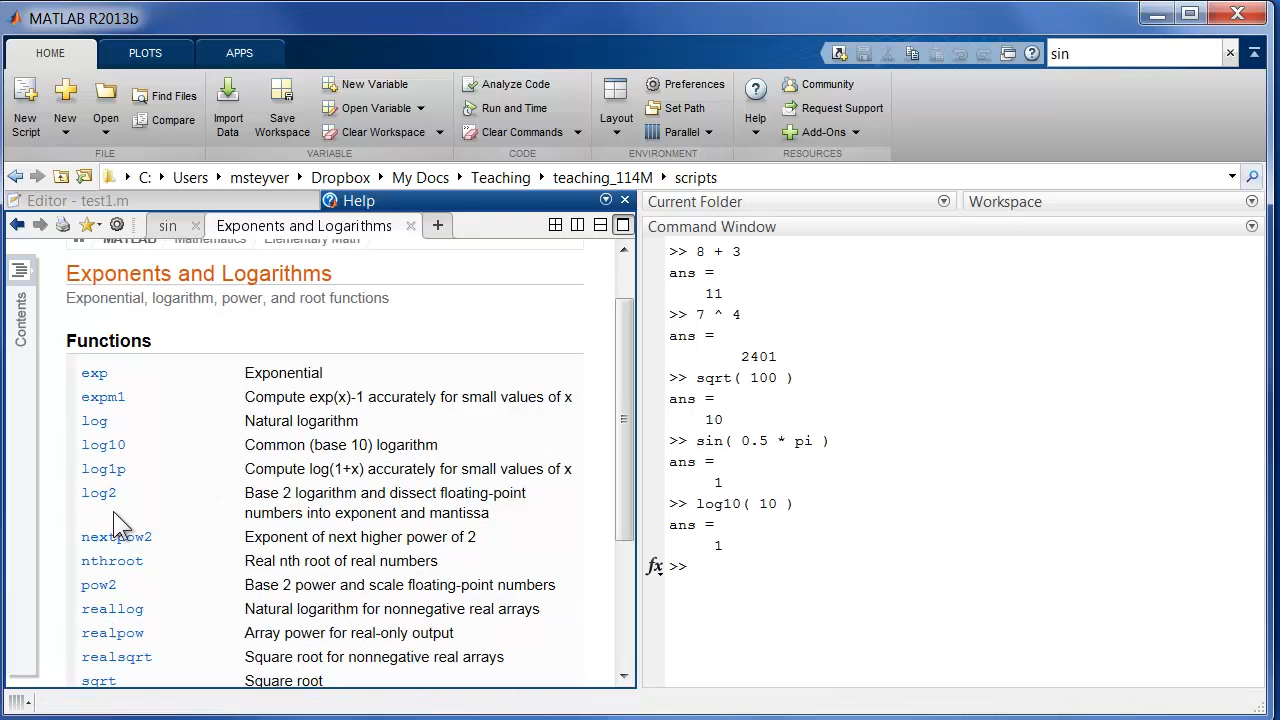 MATLAB R2013b
HOME PLOTS APPS sin
New Script
New
Open
Find Files
Compare
FILE
Import Data
Save Workspace
New Variable
Open Variable
Clear Workspace
VARIABLE
Analyze Code
Run and Time
Clear Commands
CODE
Layout
Preferences
Set Path
Parallel
ENVIRONMENT
Help
Community
Request Support
Add-Ons
RESOURCES
C: Users msteyver Dropbox My Docs Teaching teaching_114M scripts
Editor - test1.m Help
sin Exponents and Logarithms
Contents
MATLAB Mathematics Elementary Math
Exponents and Logarithms
Exponential, logarithm, power, and root functions
Functions
exp Exponential
expm1 Compute exp(x)-1 accurately for small values of x
log Natural logarithm
log10 Common (base 10) logarithm
log1p Compute log(1+x) accurately for small values of x
log2 Base 2 logarithm and dissect floating-point
numbers into exponent and mantissa
nextpow2 Exponent of next higher power of 2
nthroot Real nth root of real numbers
pow2 Base 2 power and scale floating-point numbers
reallog Natural logarithm for nonnegative real arrays
realpow Array power for real-only output
realsqrt Square root for nonnegative real arrays
sqrt Square root
Current Folder Workspace
Command Window
>> 8 + 3
ans =
11
>> 7 ^ 4
ans =
2401
>> sqrt( 100 )
ans =
10
>> sin( 0.5 * pi )
ans =
1
>> log10( 10 )
ans =
1
fx >>